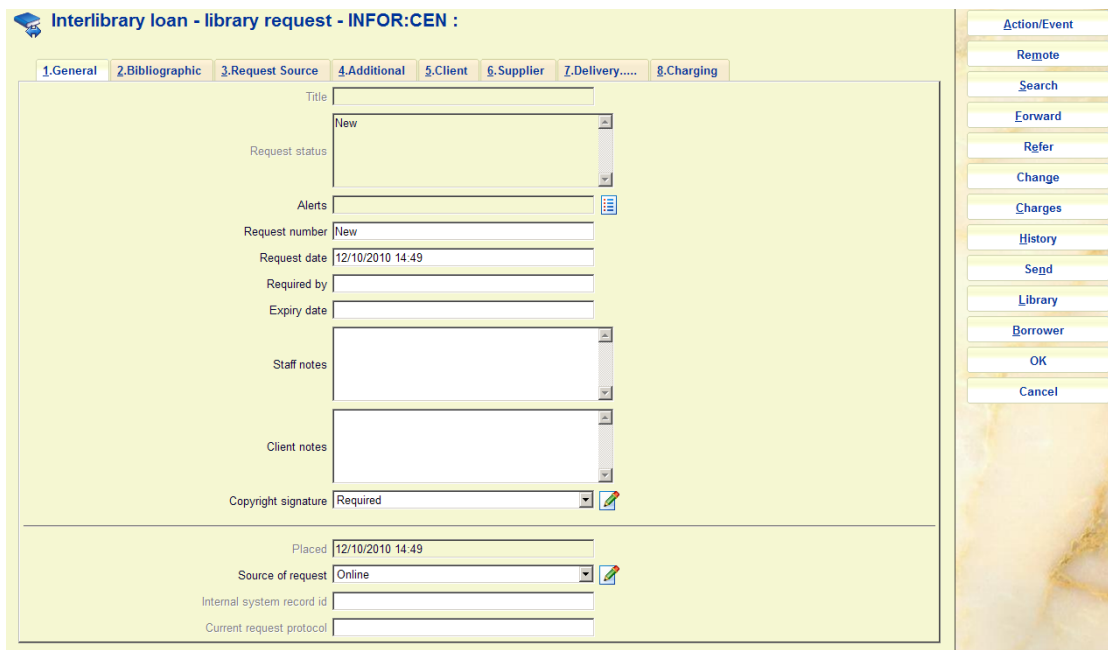 Interlibrary loan - library request - INFOR:CEN :
1.General 2.Bibliographic 3.Request Source 4.Additional 5.Client 6.Supplier 7.Delivery..... 8.Charging
Title
Request status New
Alerts
Request number New
Request date 12/10/2010 14:49
Required by
Expiry date
Staff notes
Client notes
Copyright signature Required
Placed 12/10/2010 14:49
Source of request Online
Internal system record id
Current request protocol
Action/Event
Remote
Search
Forward
Refer
Change
Charges
History
Send
Library
Borrower
OK
Cancel